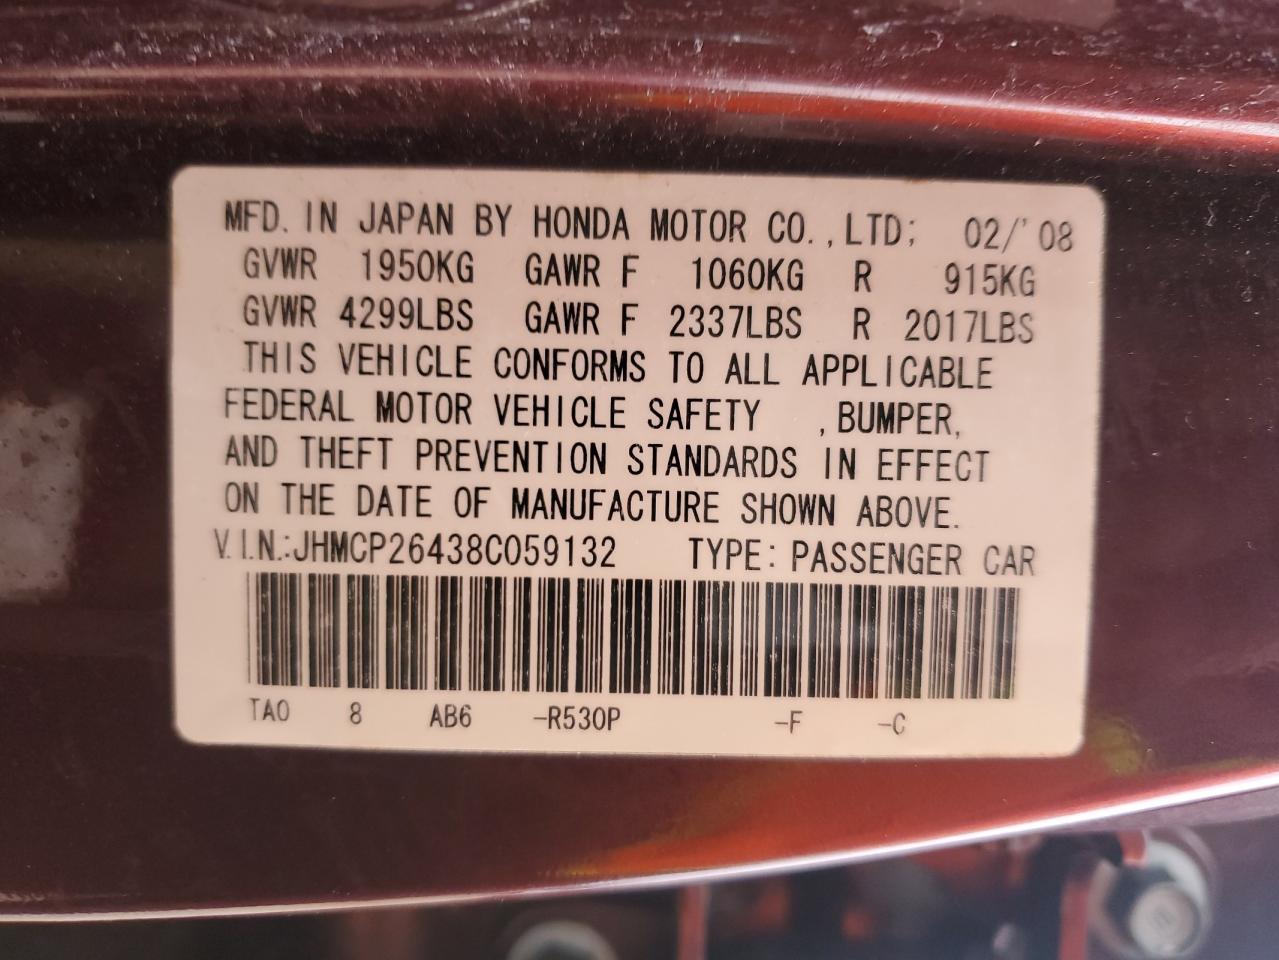 MFD. IN JAPAN BY HONDA MOTOR CO., LTD; 02/'08
GVWR 1950KG GAWR F 1060KG R 915KG
GVWR 4299LBS GAWR F 2337LBS R 2017LBS
THIS VEHICLE CONFORMS TO ALL APPLICABLE
FEDERAL MOTOR VEHICLE SAFETY , BUMPER,
AND THEFT PREVENTION STANDARDS IN EFFECT
ON THE DATE OF MANUFACTURE SHOWN ABOVE.
V.I.N.:JHMCP26438C059132 TYPE: PASSENGER CAR
TA0 8 AB6 -R530P -F -C